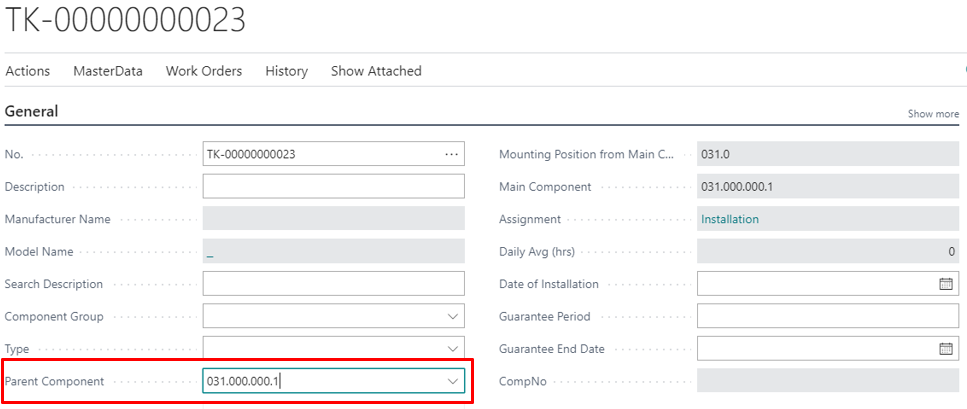 TK-00000000023
Actions MasterData Work Orders History Show Attached
General Show more
No. TK-00000000023 ...
Description
Manufacturer Name
Model Name _
Search Description
Component Group
Type
Parent Component 031.000.000.1
Mounting Position from Main C... 031.0
Main Component 031.000.000.1
Assignment Installation
Daily Avg (hrs) 0
Date of Installation
Guarantee Period
Guarantee End Date
CompNo